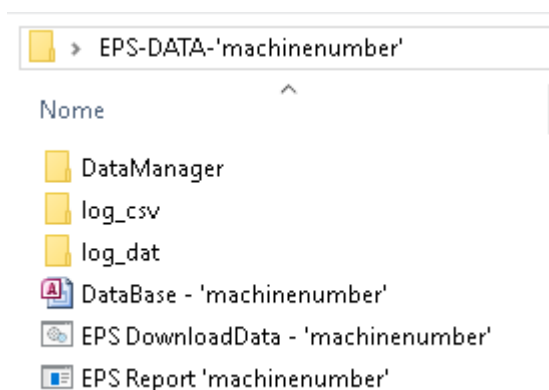 EPS-DATA-'machinenumber'
Nome
DataManager
log_csv
log_dat
DataBase - 'machinenumber'
EPS DownloadData - 'machinenumber'
EPS Report 'machinenumber'